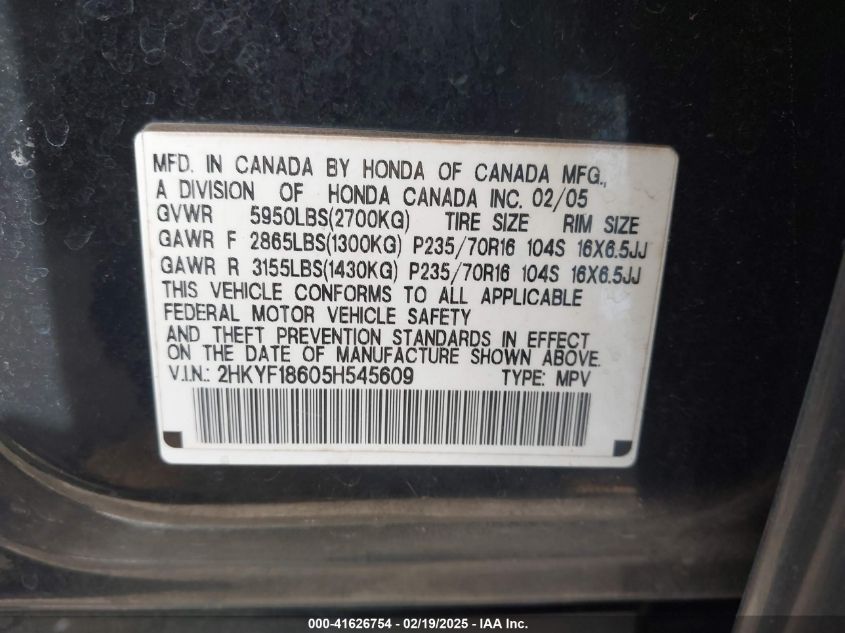 MFD. IN CANADA BY HONDA OF CANADA MFG.,
A DIVISION OF HONDA CANADA INC. 02/05
GVWR 5950LBS(2700KG) TIRE SIZE RIM SIZE
GAWR F 2865LBS(1300KG) P235/70R16 104S 16X6.5JJ
GAWR R 3155LBS(1430KG) P235/70R16 104S 16X6.5JJ
THIS VEHICLE CONFORMS TO ALL APPLICABLE
FEDERAL MOTOR VEHICLE SAFETY
AND THEFT PREVENTION STANDARDS IN EFFECT
ON THE DATE OF MANUFACTURE SHOWN ABOVE.
V.I.N.: 2HKYF18605H545609 TYPE: MPV
000-41626754 - 02/19/2025 - IAA Inc.